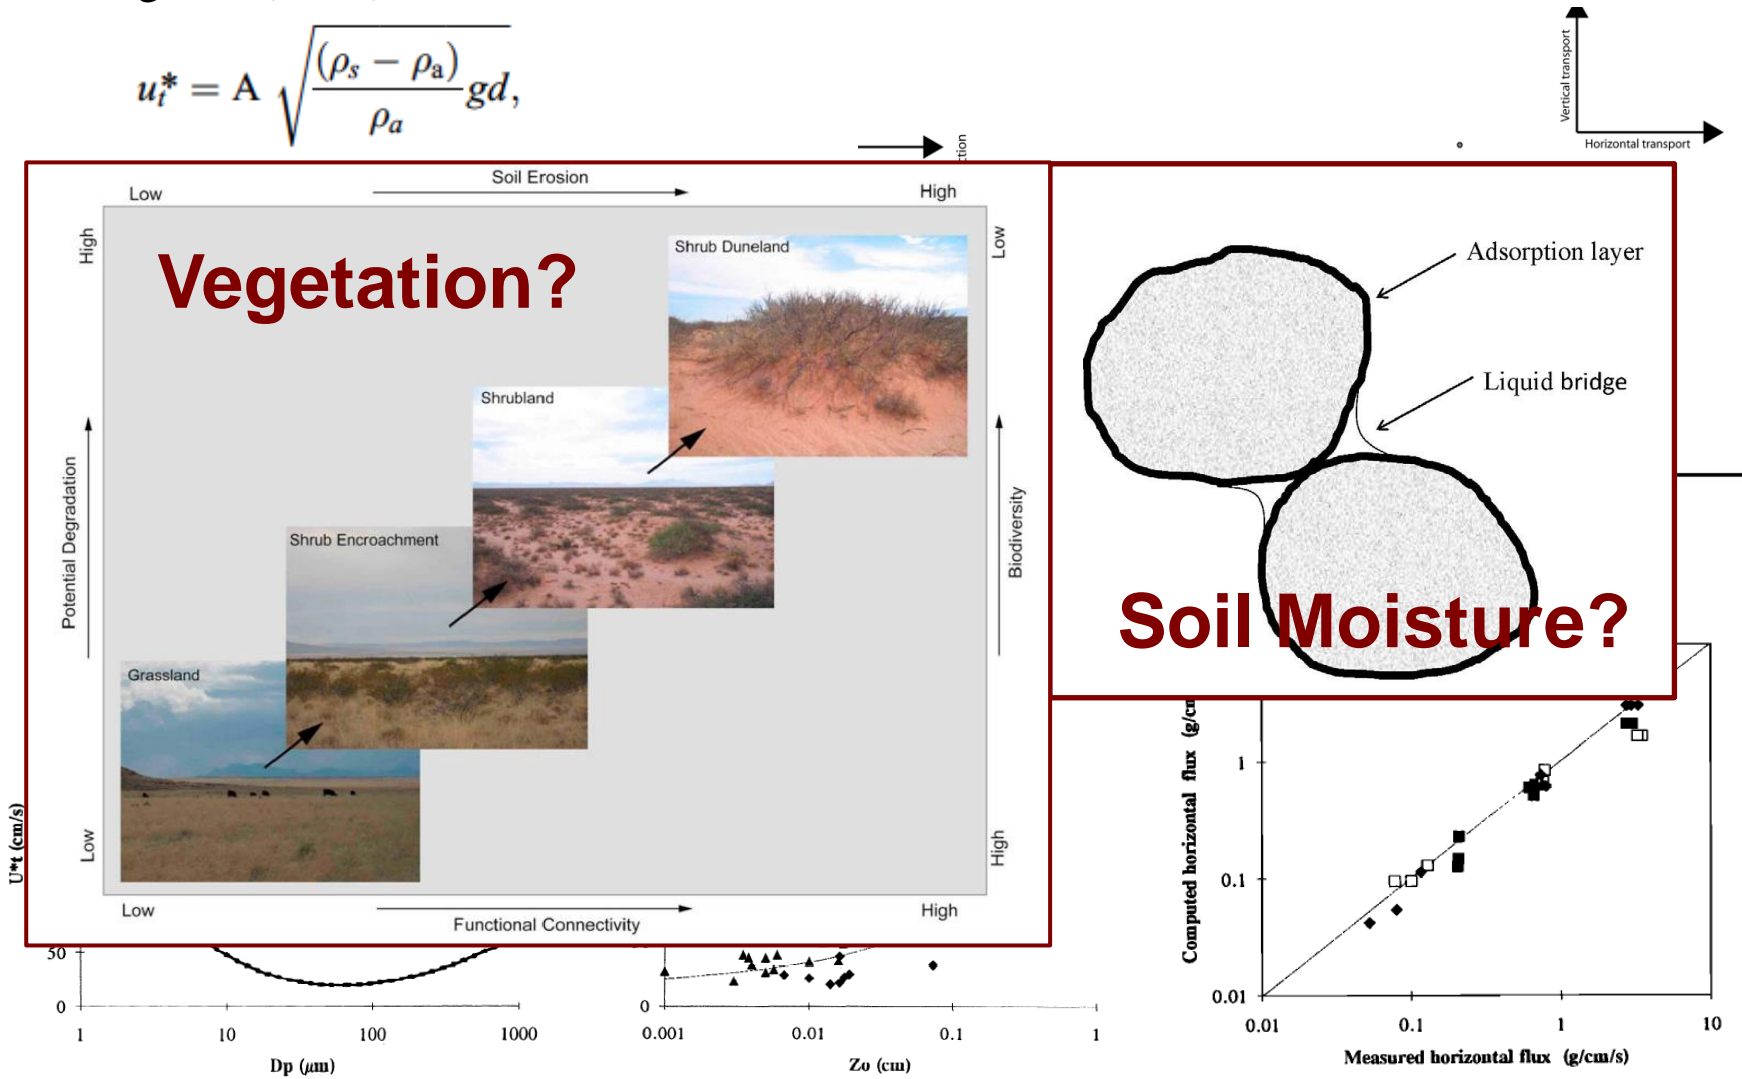 u*t = A √((ρs − ρa)/ρa) gd,
Vertical transport
Horizontal transport
Soil Erosion
Low
High
High
Low
Vegetation?
Shrub Duneland
Shrubland
Shrub Encroachment
Grassland
Potential Degradation
Biodiversity
Low
High
Low
Functional Connectivity
High
Adsorption layer
Liquid bridge
Soil Moisture?
U*t (cm/s)
50
0
1
10
100
1000
Dp (μm)
0
0.001
0.01
0.1
1
Zo (cm)
Computed horizontal flux (g/cm
1
0.1
0.01
0.01
0.1
1
10
Measured horizontal flux (g/cm/s)